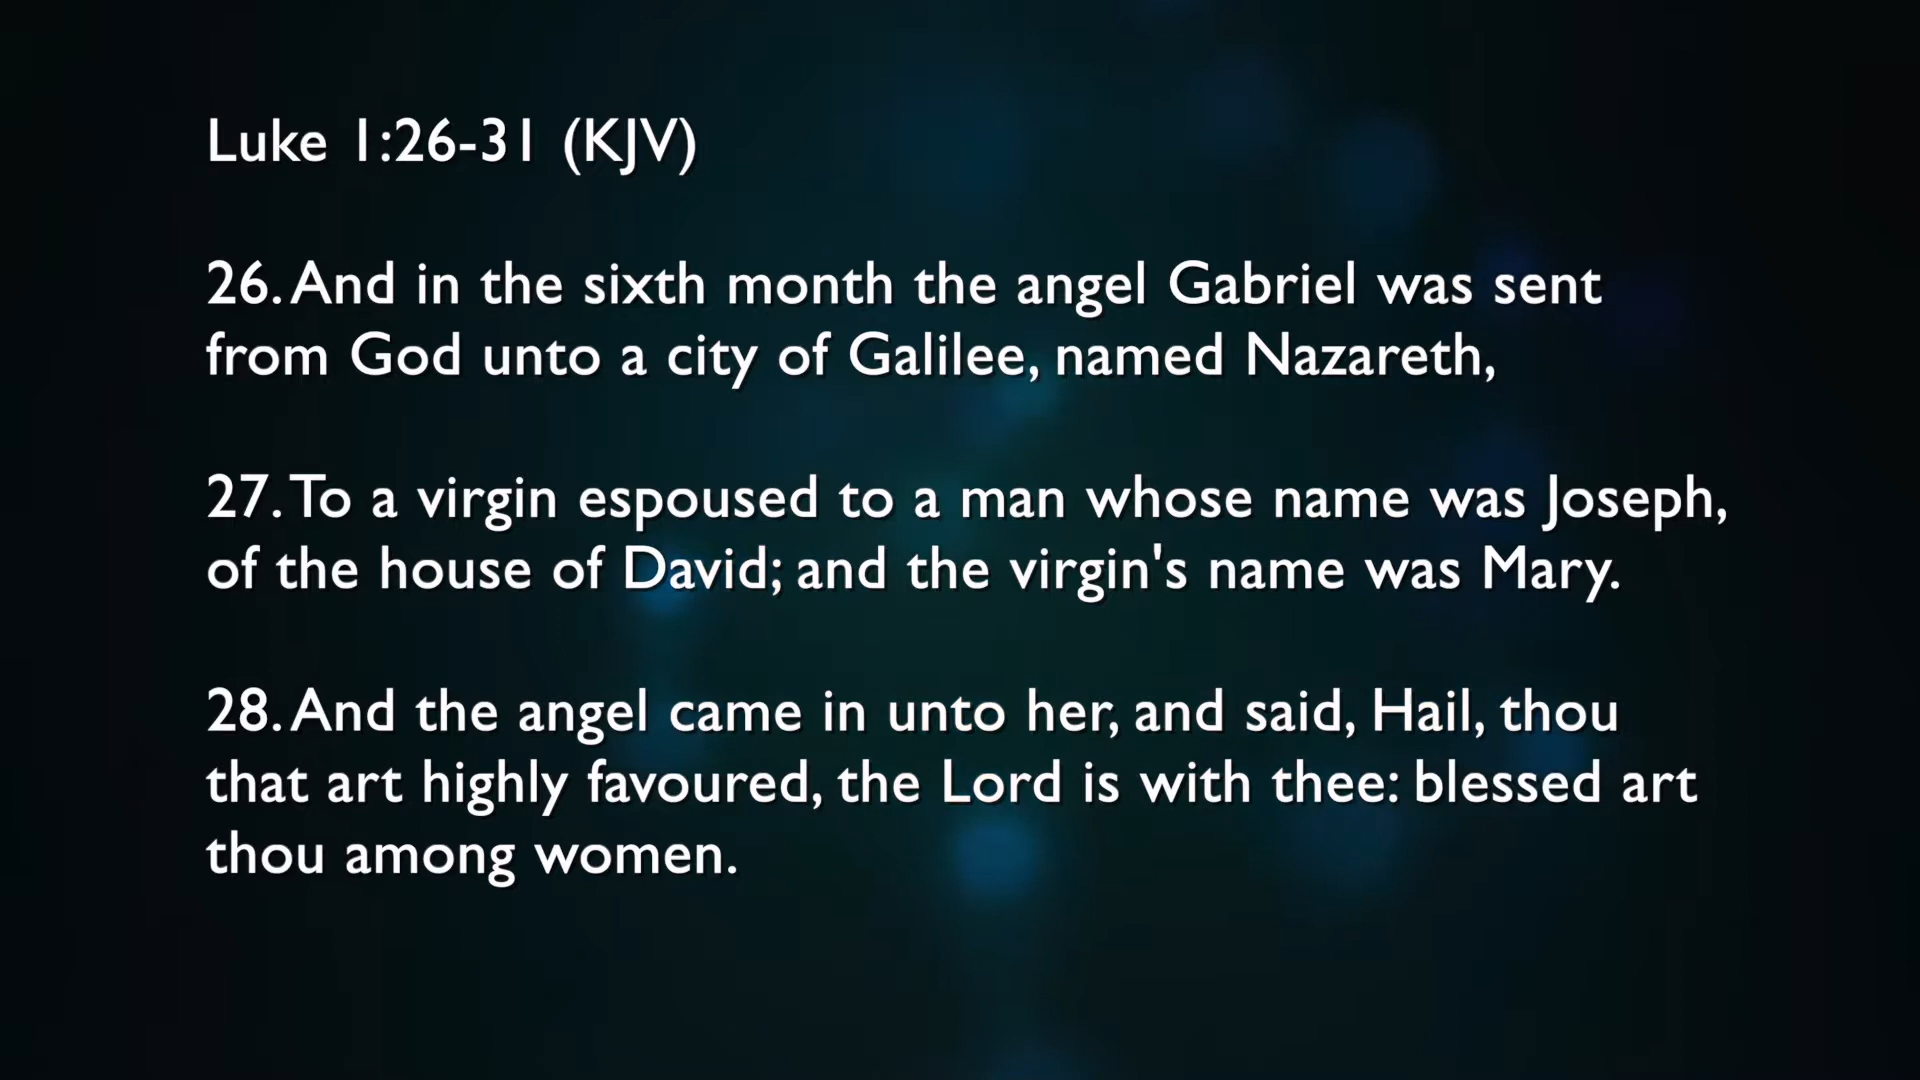 Luke 1:26-31 (KJV)
26. And in the sixth month the angel Gabriel was sent
from God unto a city of Galilee, named Nazareth,
27. To a virgin espoused to a man whose name was Joseph,
of the house of David; and the virgin's name was Mary.
28. And the angel came in unto her, and said, Hail, thou
that art highly favoured, the Lord is with thee: blessed art
thou among women.